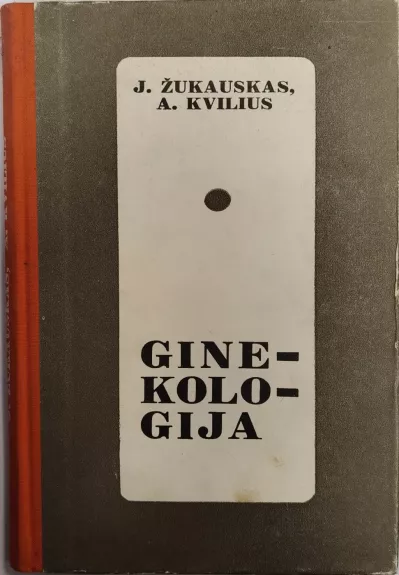 J. ŽUKAUSKAS,
A. KVILIUS
GINE-
KOLO-
GIJA